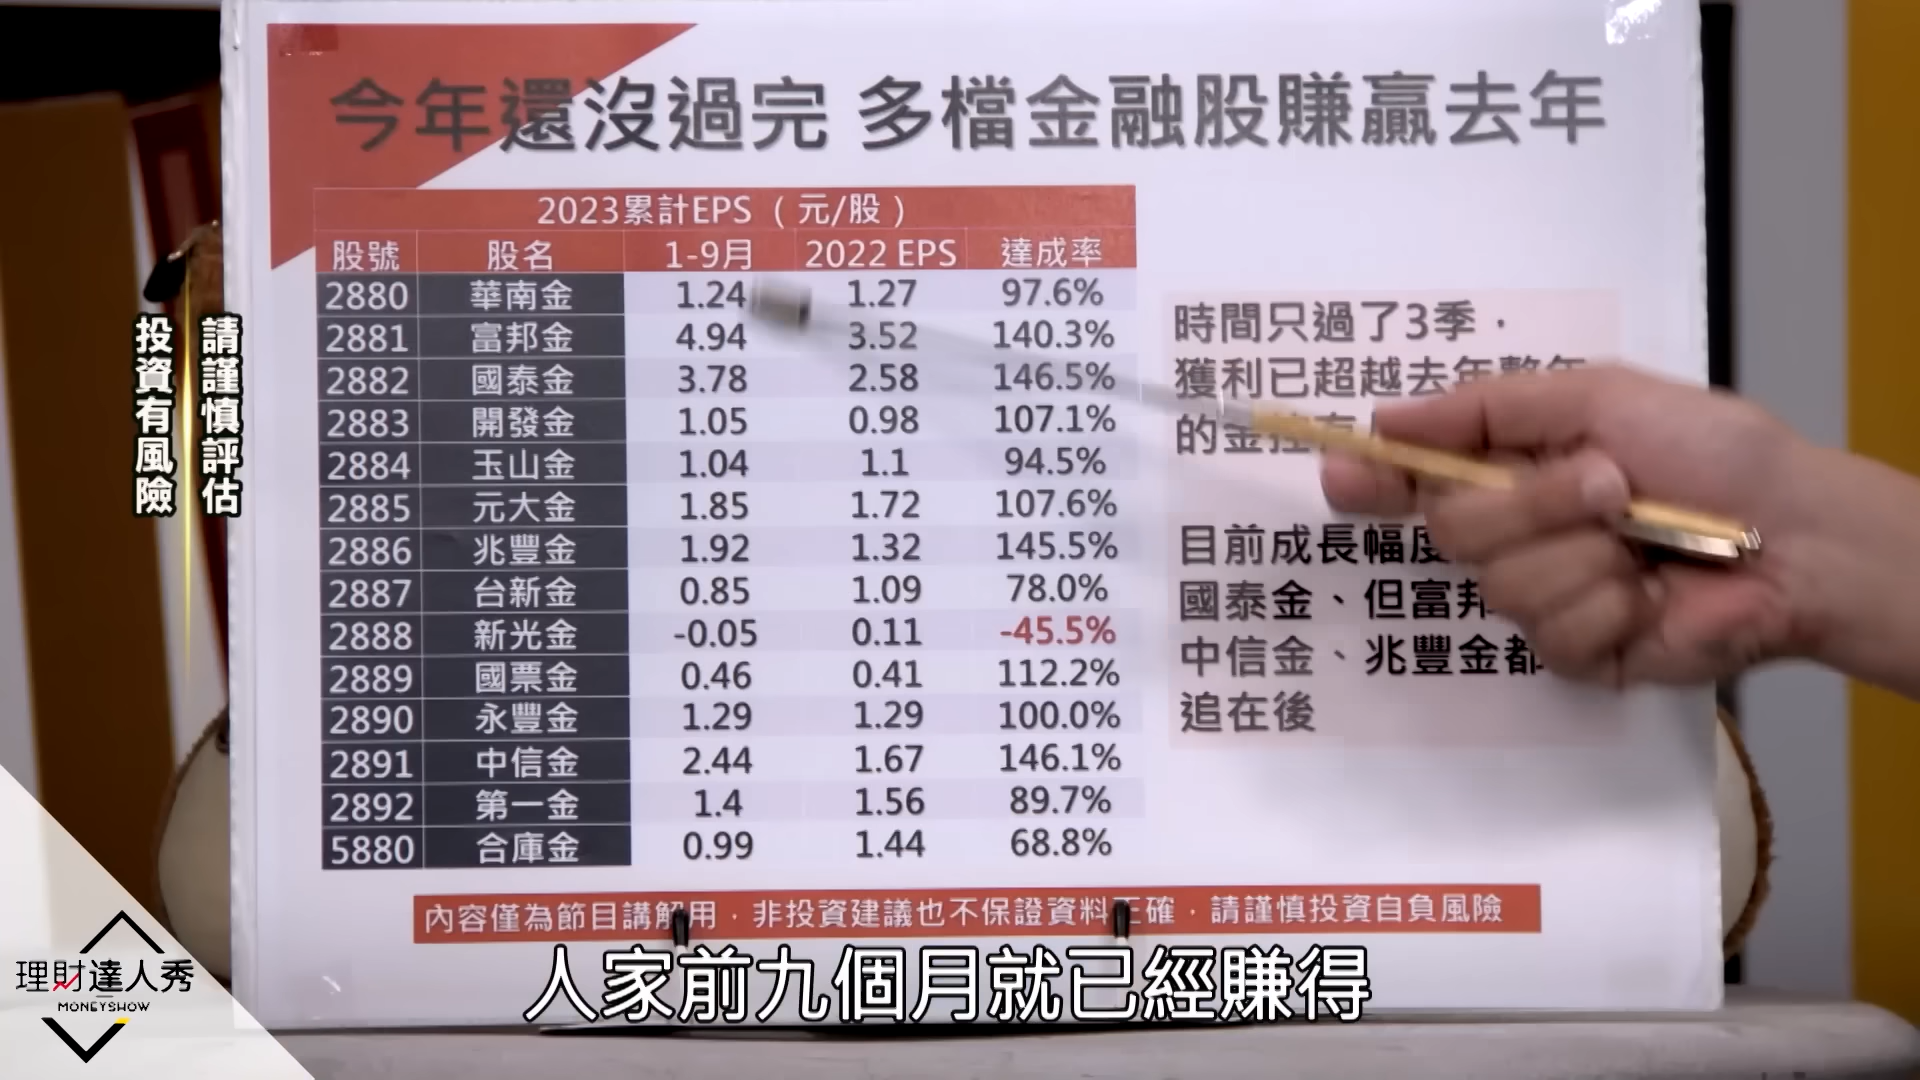 今年還沒過完 多檔金融股賺贏去年
2023累計EPS（元/股）
股號 股名 1-9月 2022 EPS 達成率
2880 華南金 1.24 1.27 97.6%
2881 富邦金 4.94 3.52 140.3%
2882 國泰金 3.78 2.58 146.5%
2883 開發金 1.05 0.98 107.1%
2884 玉山金 1.04 1.1 94.5%
2885 元大金 1.85 1.72 107.6%
2886 兆豐金 1.92 1.32 145.5%
2887 台新金 0.85 1.09 78.0%
2888 新光金 -0.05 0.11 -45.5%
2889 國票金 0.46 0.41 112.2%
2890 永豐金 1.29 1.29 100.0%
2891 中信金 2.44 1.67 146.1%
2892 第一金 1.4 1.56 89.7%
5880 合庫金 0.99 1.44 68.8%
時間只過了3季，
獲利已超越去年整年
的金控
目前成長幅度
國泰金、但富邦
中信金、兆豐金都
追在後
內容僅為節目講解用，非投資建議也不保證資料正確，請謹慎投資自負風險
投資有風險
請謹慎評估
人家前九個月就已經賺得
理財達人秀
MONEYSHOW